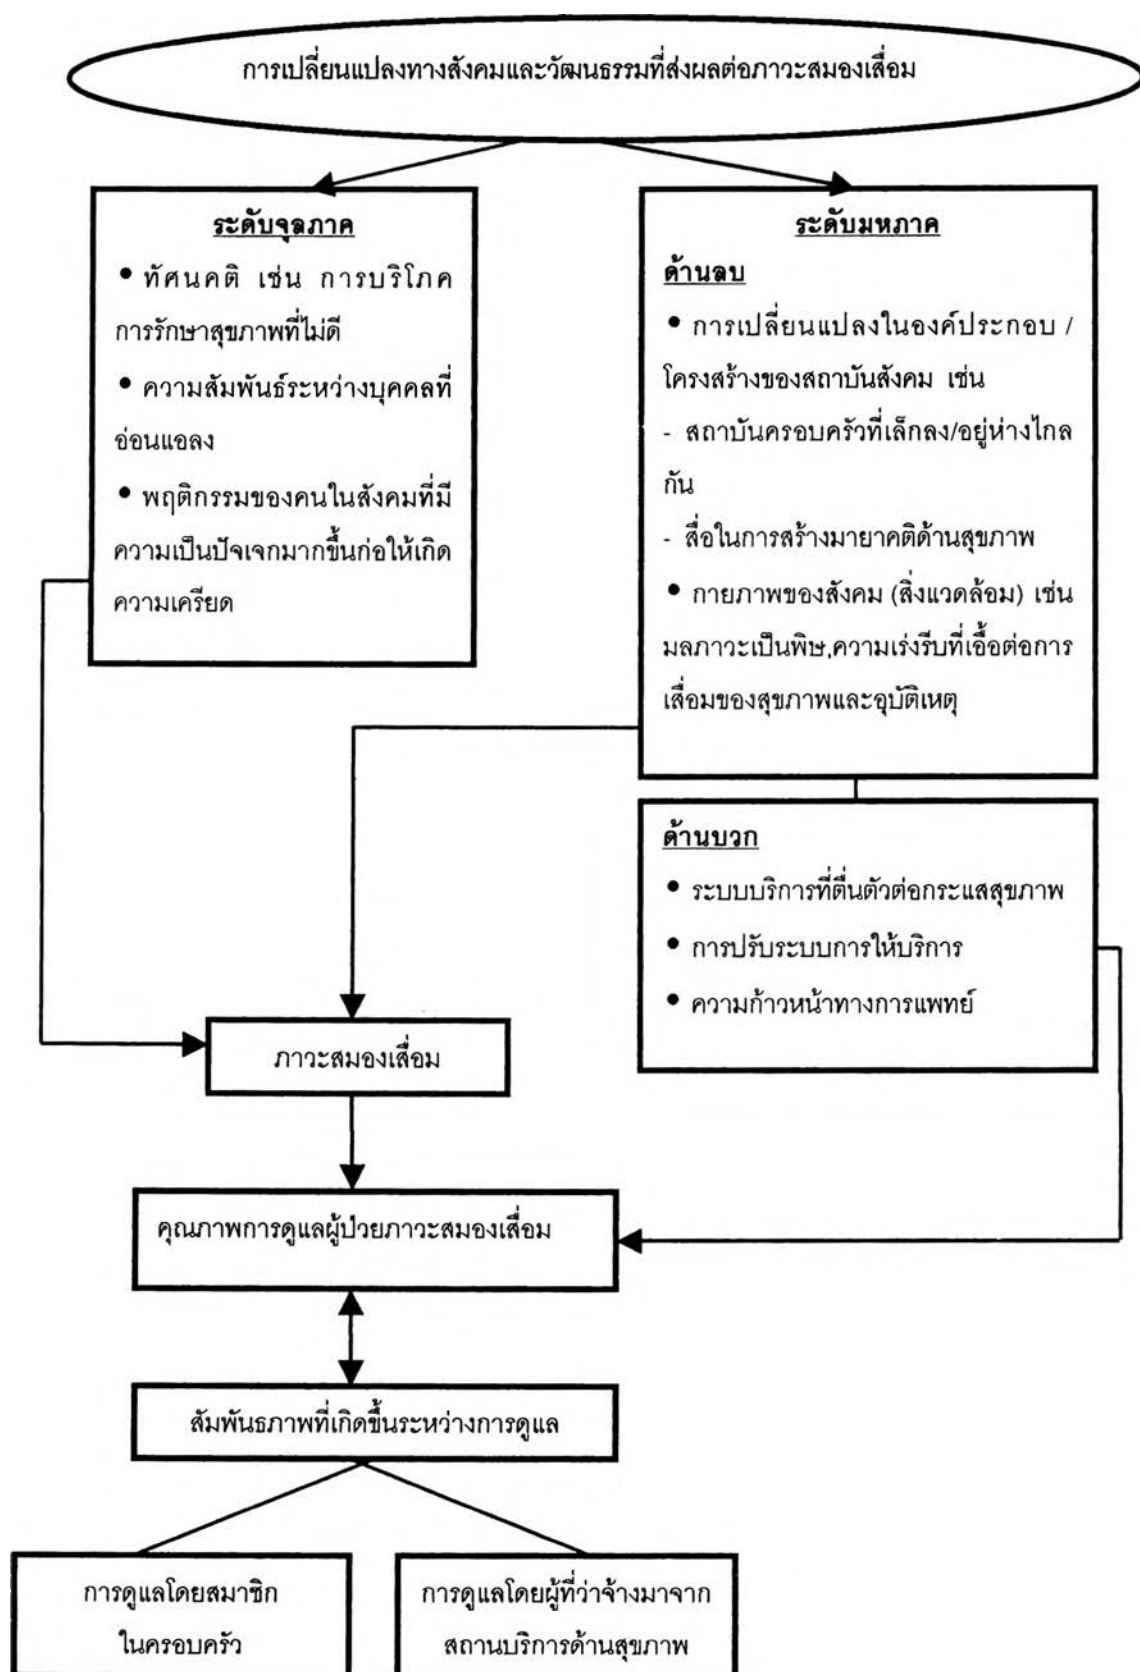 การเปลี่ยนแปลงทางสังคมและวัฒนธรรมที่ส่งผลต่อภาวะสมองเสื่อม
ระดับจุลภาค
• ทัศนคติ เช่น การบริโภค
การรักษาสุขภาพที่ไม่ดี
• ความสัมพันธ์ระหว่างบุคคลที่
อ่อนแอลง
• พฤติกรรมของคนในสังคมที่มี
ความเป็นปัจเจกมากขึ้นก่อให้เกิด
ความเครียด
ระดับมหภาค
ด้านลบ
• การเปลี่ยนแปลงในองค์ประกอบ /
โครงสร้างของสถาบันสังคม เช่น
- สถาบันครอบครัวที่เล็กลง/อยู่ห่างไกล
กัน
- สื่อในการสร้างมายาคติด้านสุขภาพ
• กายภาพของสังคม (สิ่งแวดล้อม) เช่น
มลภาวะเป็นพิษ,ความเร่งรีบที่เอื้อต่อการ
เสื่อมของสุขภาพและอุบัติเหตุ
ด้านบวก
• ระบบบริการที่ตื่นตัวต่อกระแสสุขภาพ
• การปรับระบบการให้บริการ
• ความก้าวหน้าทางการแพทย์
ภาวะสมองเสื่อม
คุณภาพการดูแลผู้ป่วยภาวะสมองเสื่อม
สัมพันธภาพที่เกิดขึ้นระหว่างการดูแล
การดูแลโดยสมาชิก
ในครอบครัว
การดูแลโดยผู้ที่ว่าจ้างมาจาก
สถานบริการด้านสุขภาพ